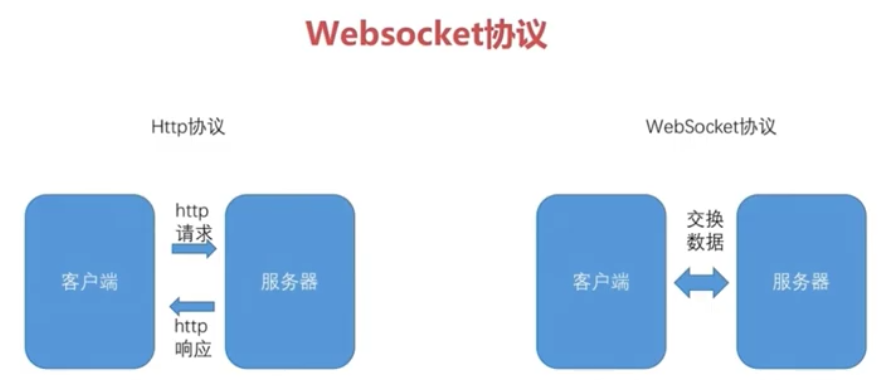 Websocket协议
Http协议
WebSocket协议
http
请求
客户端
服务器
http
响应
交换
数据
客户端
服务器